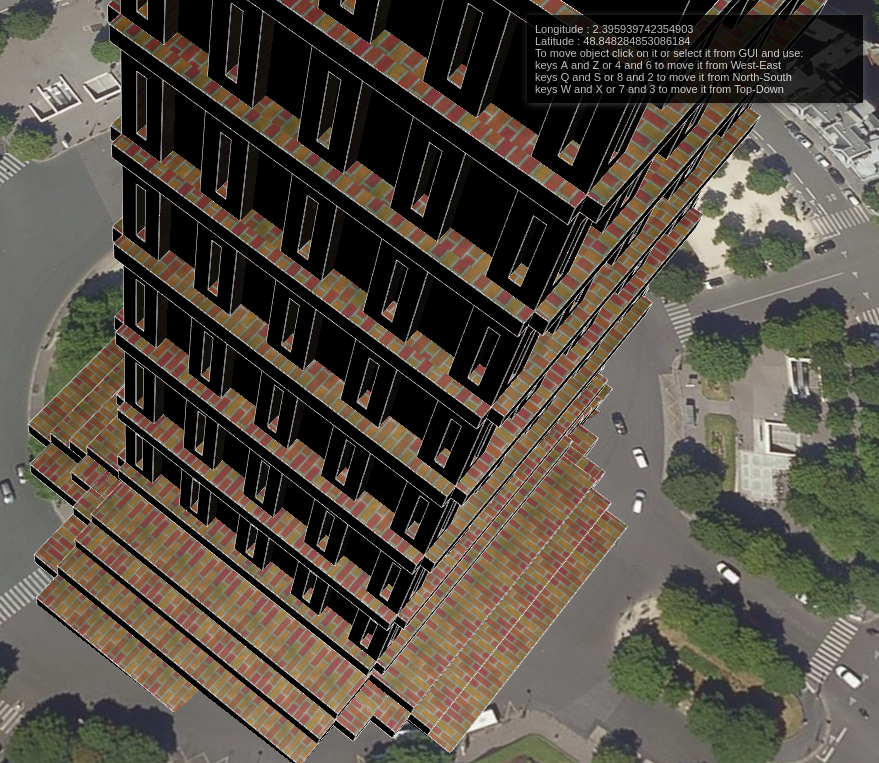 Longitude : 2.395939742354903
Latitude : 48.848284853086184
To move object click on it or select it from GUI and use:
keys A and Z or 4 and 6 to move it from West-East
keys Q and S or 8 and 2 to move it from North-South
keys W and X or 7 and 3 to move it from Top-Down